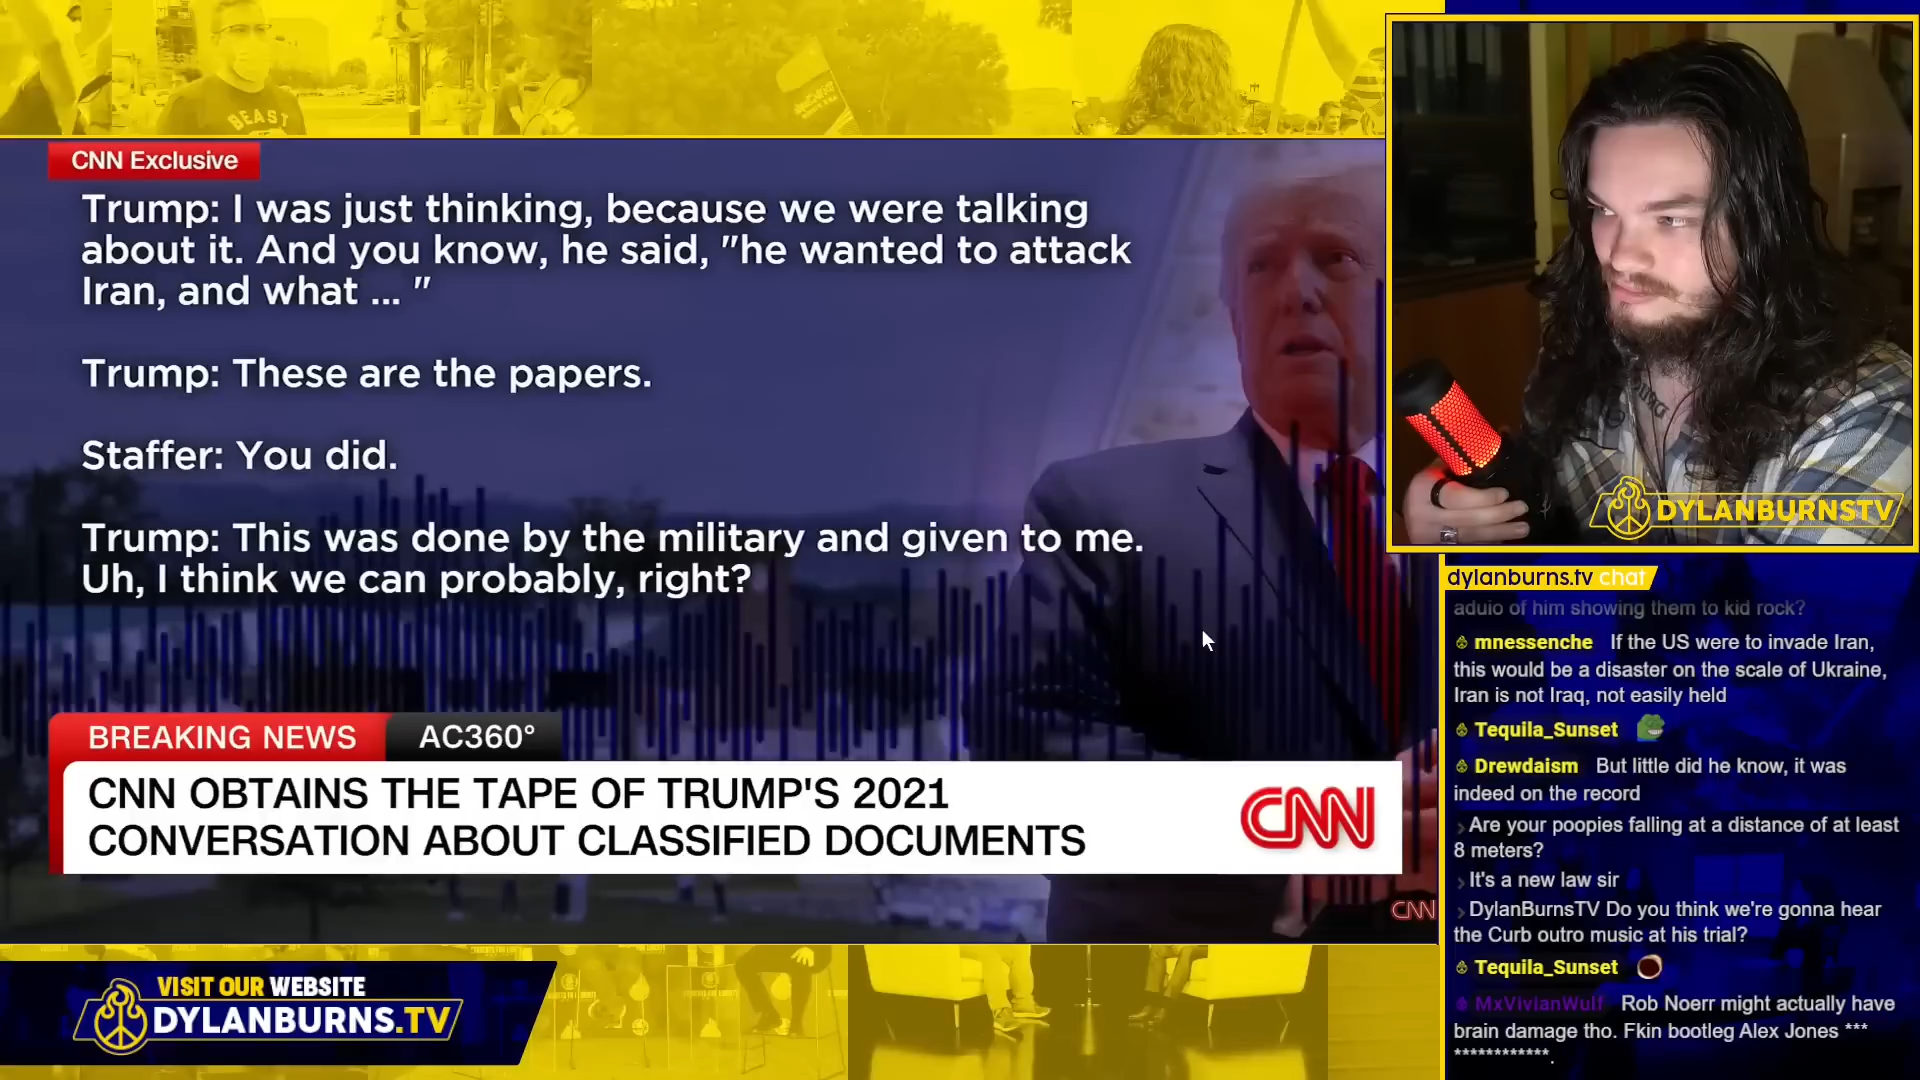 BEAST
CNN Exclusive
Trump: I was just thinking, because we were talking
about it. And you know, he said, "he wanted to attack
Iran, and what ... "
Trump: These are the papers.
Staffer: You did.
Trump: This was done by the military and given to me.
Uh, I think we can probably, right?
BREAKING NEWS
AC360°
CNN OBTAINS THE TAPE OF TRUMP'S 2021
CONVERSATION ABOUT CLASSIFIED DOCUMENTS
CNN
CNN
VISIT OUR WEBSITE
DYLANBURNS.TV
DYLANBURNSTV
dylanburns.tv chat
aduio of him showing them to kid rock?
mnessenche If the US were to invade Iran,
this would be a disaster on the scale of Ukraine,
Iran is not Iraq, not easily held
Tequila_Sunset
Drewdaism But little did he know, it was
indeed on the record
Are your poopies falling at a distance of at least
8 meters?
It's a new law sir
DylanBurnsTV Do you think we're gonna hear
the Curb outro music at his trial?
Tequila_Sunset
MxVivianWulf Rob Noerr might actually have
brain damage tho. Fkin bootleg Alex Jones ***
************.